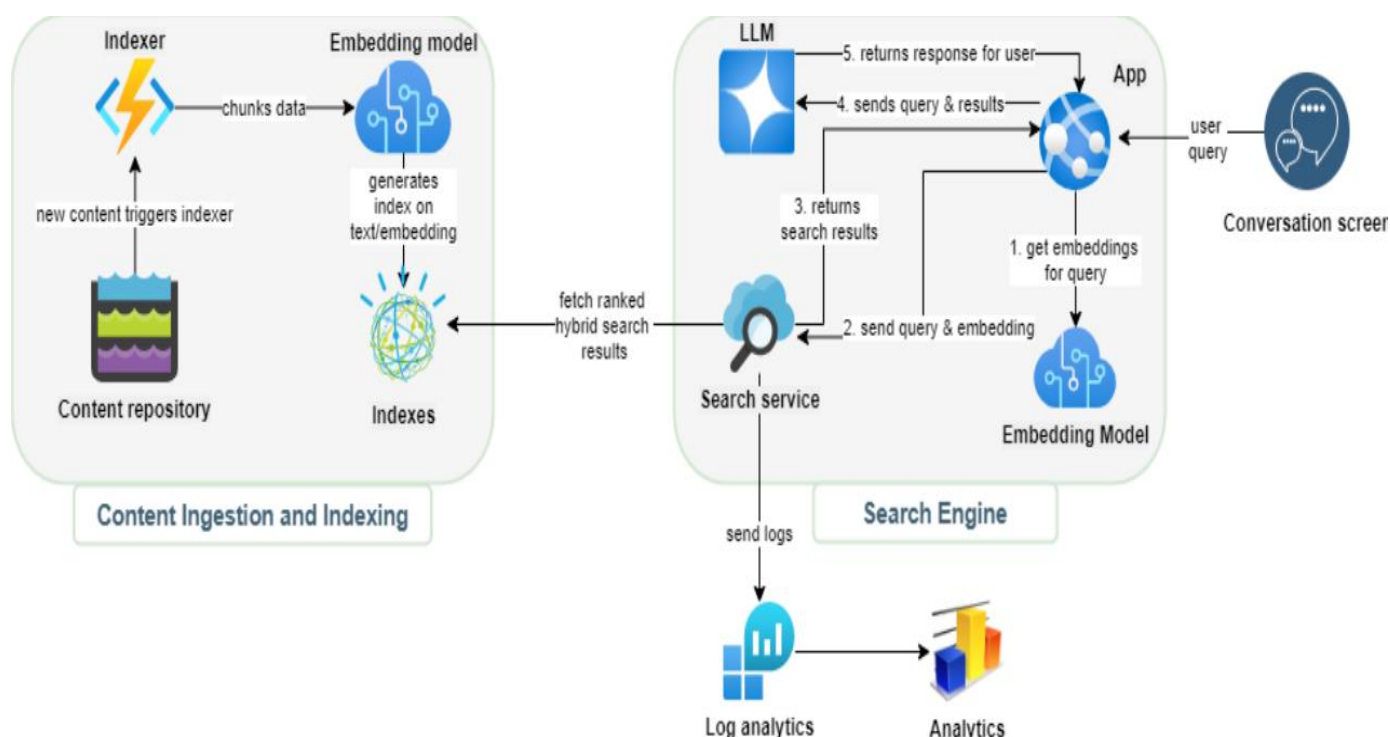 Indexer
Embedding model
chunks data
new content triggers indexer
generates
index on
text/embedding
Content repository
Indexes
Content Ingestion and Indexing
fetch ranked
hybrid search
results
LLM
5. returns response for user
App
4. sends query & results
user
query
Conversation screen
3. returns
search results
1. get embeddings
for query
2. send query & embedding
Search service
Embedding Model
Search Engine
send logs
Log analytics
Analytics